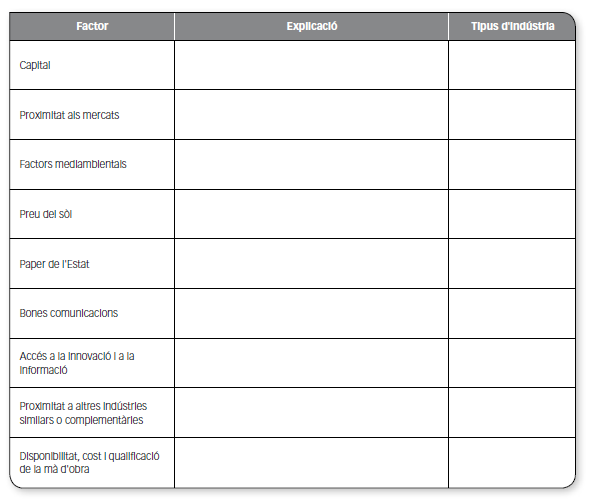 Factor Explicació Tipus d'indústria
Capital
Proximitat als mercats
Factors mediambientals
Preu del sòl
Paper de l'Estat
Bones comunicacions
Accés a la innovació i a la
informació
Proximitat a altres indústries
similars o complementàries
Disponibilitat, cost i qualificació
de la mà d'obra